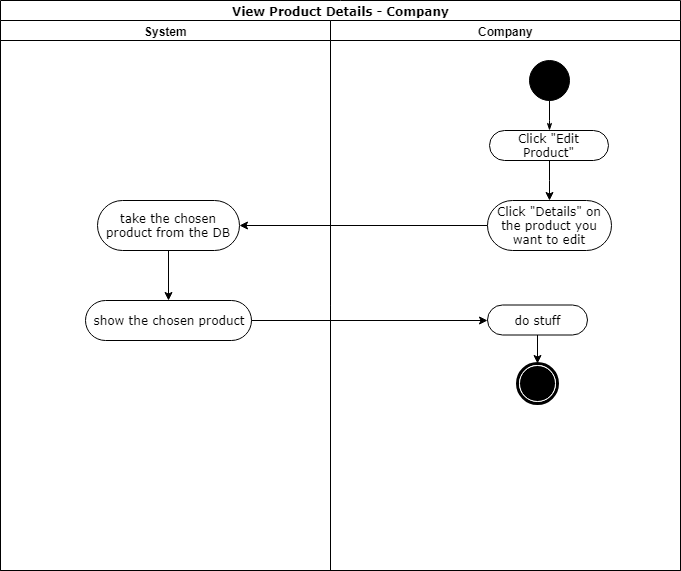 View Product Details - Company
System
Company
Click "Edit
Product"
take the chosen
product from the DB
Click "Details" on
the product you
want to edit
show the chosen product
do stuff